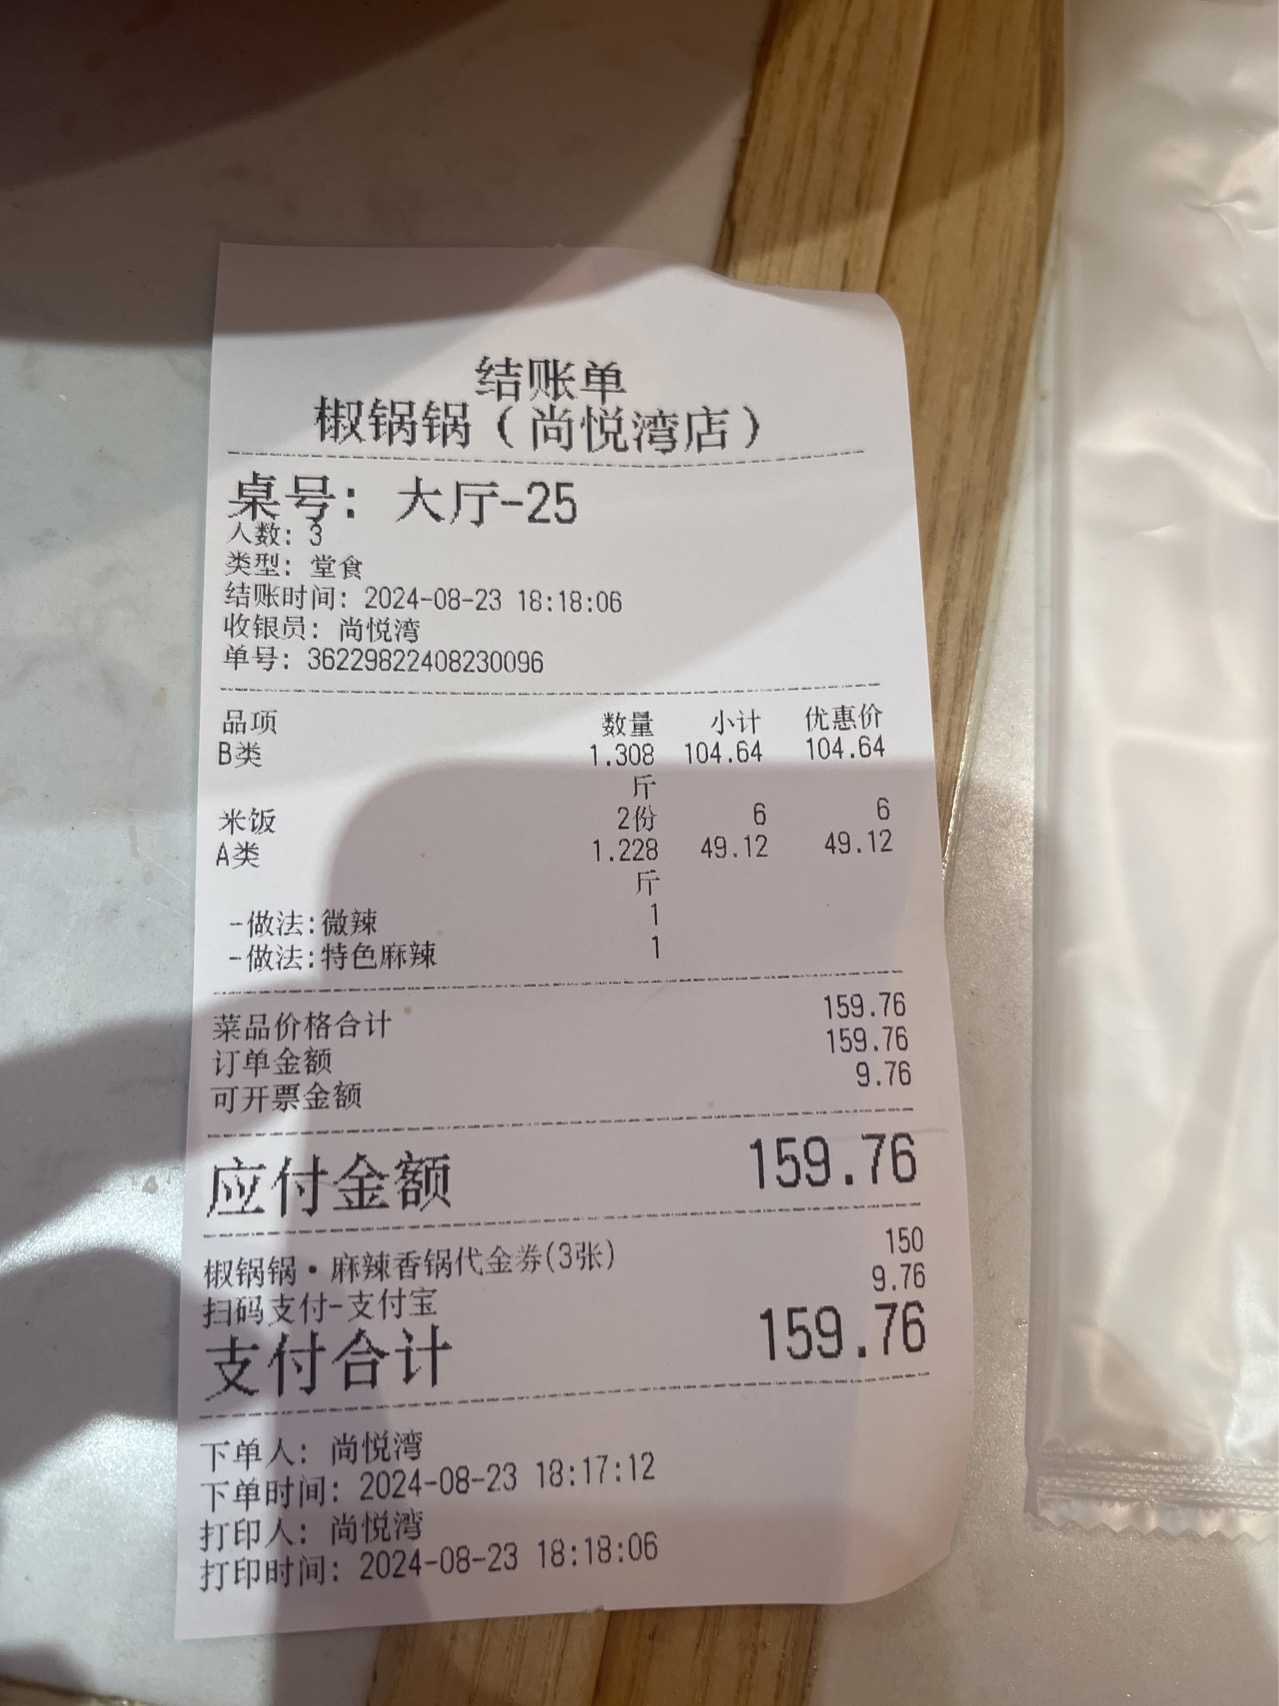 结账单
椒锅锅（尚悦湾店）
桌号：大厅-25
人数：3
类型：堂食
结账时间：2024-08-23 18:18:06
收银员：尚悦湾
单号：362298822408230096
品项 数量 小计 优惠价
B类 1.308 104.64 104.64
斤
米饭 2份 6 6
A类 1.228 49.12 49.12
斤
-做法:微辣 1
-做法:特色麻辣 1
菜品价格合计 159.76
订单金额 159.76
可开票金额 9.76
应付金额 159.76
椒锅锅•麻辣香锅代金券(3张) 150
扫码支付-支付宝 9.76
支付合计 159.76
下单人：尚悦湾
下单时间：2024-08-23 18:17:12
打印人：尚悦湾
打印时间：2024-08-23 18:18:06